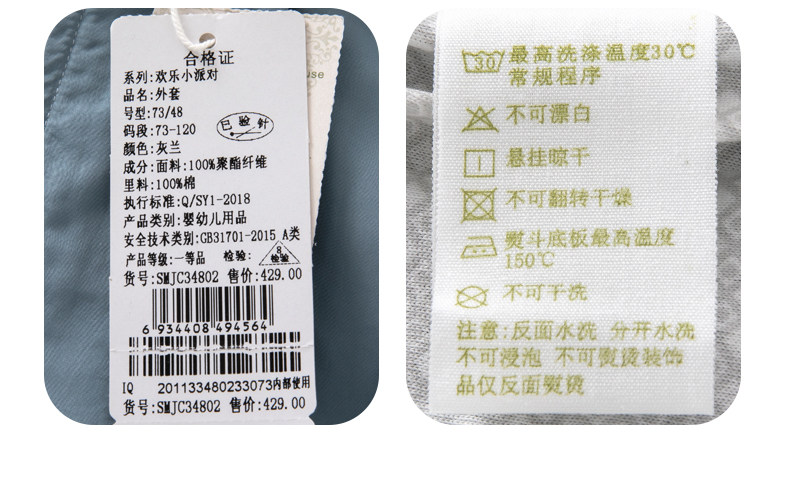 合格证
use
系列:欢乐小派对
品名:外套
号型:73/48
码段:73-120
已验针
颜色:灰兰
成分:面料:100%聚酯纤维
里料:100%棉
执行标准:Q/SY1-2018
产品类别:婴幼儿用品
安全技术类别:GB31701-2015 A类
产品等级:一等品 检验:
8
检验
货号:SMJC34802 售价:429.00
6 934408 494564
IQ 201133480233073内部使用
货号:SMJC34802 售价:429.00
30 最高洗涤温度30℃
常规程序
不可漂白
悬挂晾干
不可翻转干燥
熨斗底板最高温度
150℃
不可干洗
注意:反面水洗 分开水洗
不可浸泡 不可熨烫装饰
品仅反面熨烫